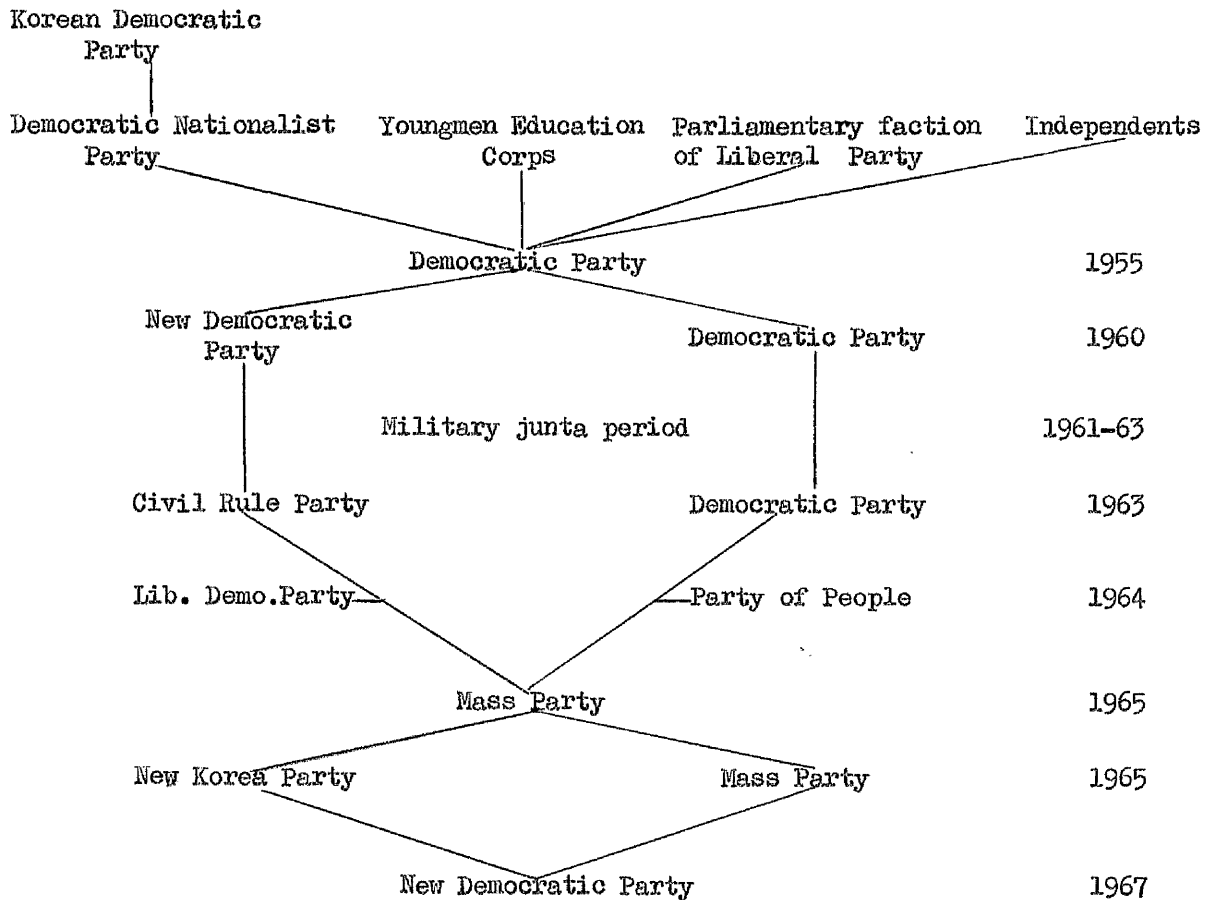 Korean Democratic
Party
Democratic Nationalist Youngmen Education Parliamentary faction Independents
Party Corps of Liberal Party
Democratic Party 1955
New Democratic
Party Democratic Party 1960
Military junta period 1961-63
Civil Rule Party Democratic Party 1963
Lib. Demo.Party Party of People 1964
Mass Party 1965
New Korea Party Mass Party 1965
New Democratic Party 1967